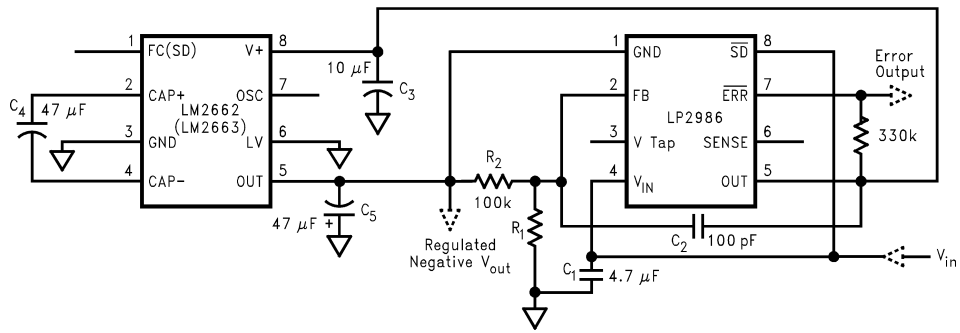 1 FC(SD) V+ 8
10 µF C3
2 CAP+ OSC 7
C4 47 µF
LM2662
(LM2663)
3 GND LV 6
4 CAP- OUT 5
C5
47 µF +
R2
100k
R1
Regulated
Negative Vout
1 GND SD 8
2 FB ERR 7
LP2986
3 V Tap SENSE 6
4 VIN OUT 5
Error
Output
330k
C2 100 pF
C1 4.7 µF
Vin